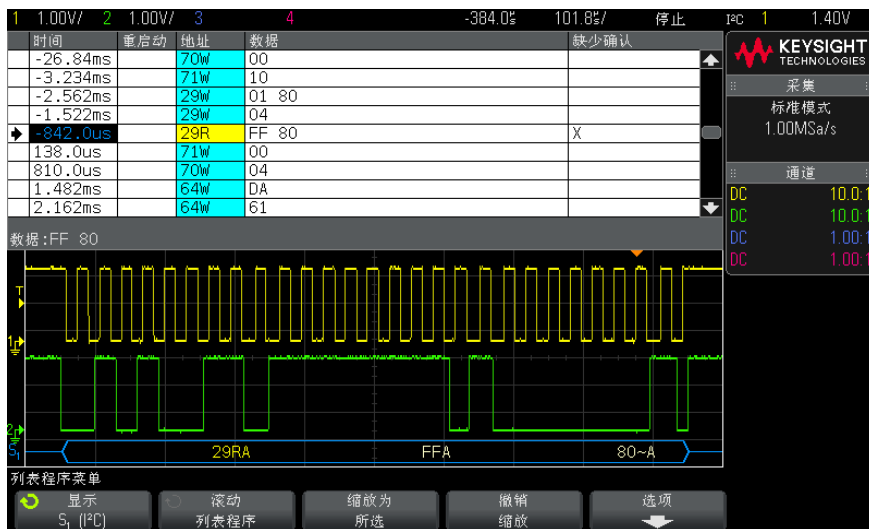 1 1.00V/ 2 1.00V/ 3 4 -384.0µs 101.8µs/ 停止 I²C 1 1.40V
时间 重启动 地址 数据 缺少确认
-26.84ms 70W 00
-3.234ms 71W 10
-2.562ms 29W 01 80
-1.522ms 29W 04
-842.0us 29R FF 80 X
138.0us 71W 00
810.0us 70W 04
1.482ms 64W DA
2.162ms 64W 61
数据:FF 80
KEYSIGHT
TECHNOLOGIES
采集
标准模式
1.00MSa/s
通道
DC 10.0:1
DC 10.0:1
DC 1.00:1
DC 1.00:1
T
1
2
S₁ 29RA FFA 80~A
列表程序菜单
显示 滚动 缩放为 撤销 选项
S₁ (I²C) 列表程序 所选 缩放